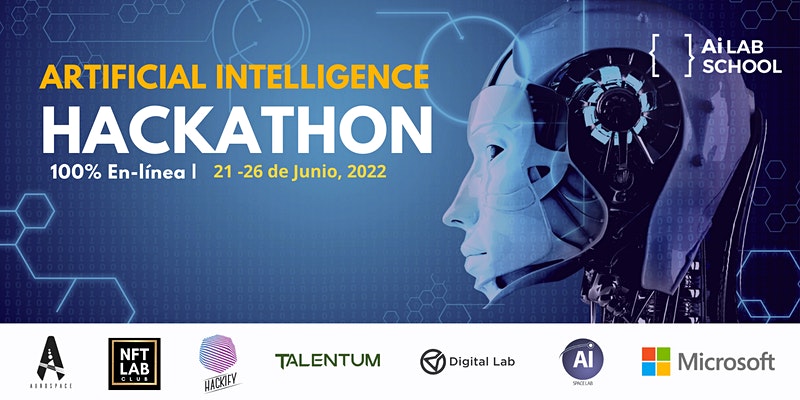 ARTIFICIAL INTELLIGENCE
HACKATHON
100% En-línea | 21 -26 de Junio, 2022
{ } Ai LAB
SCHOOL
A
AEROSPACE
NFT
LAB
CLUB
HACKIFY
TALENTUM
Digital Lab
AI
SPACE LAB
Microsoft